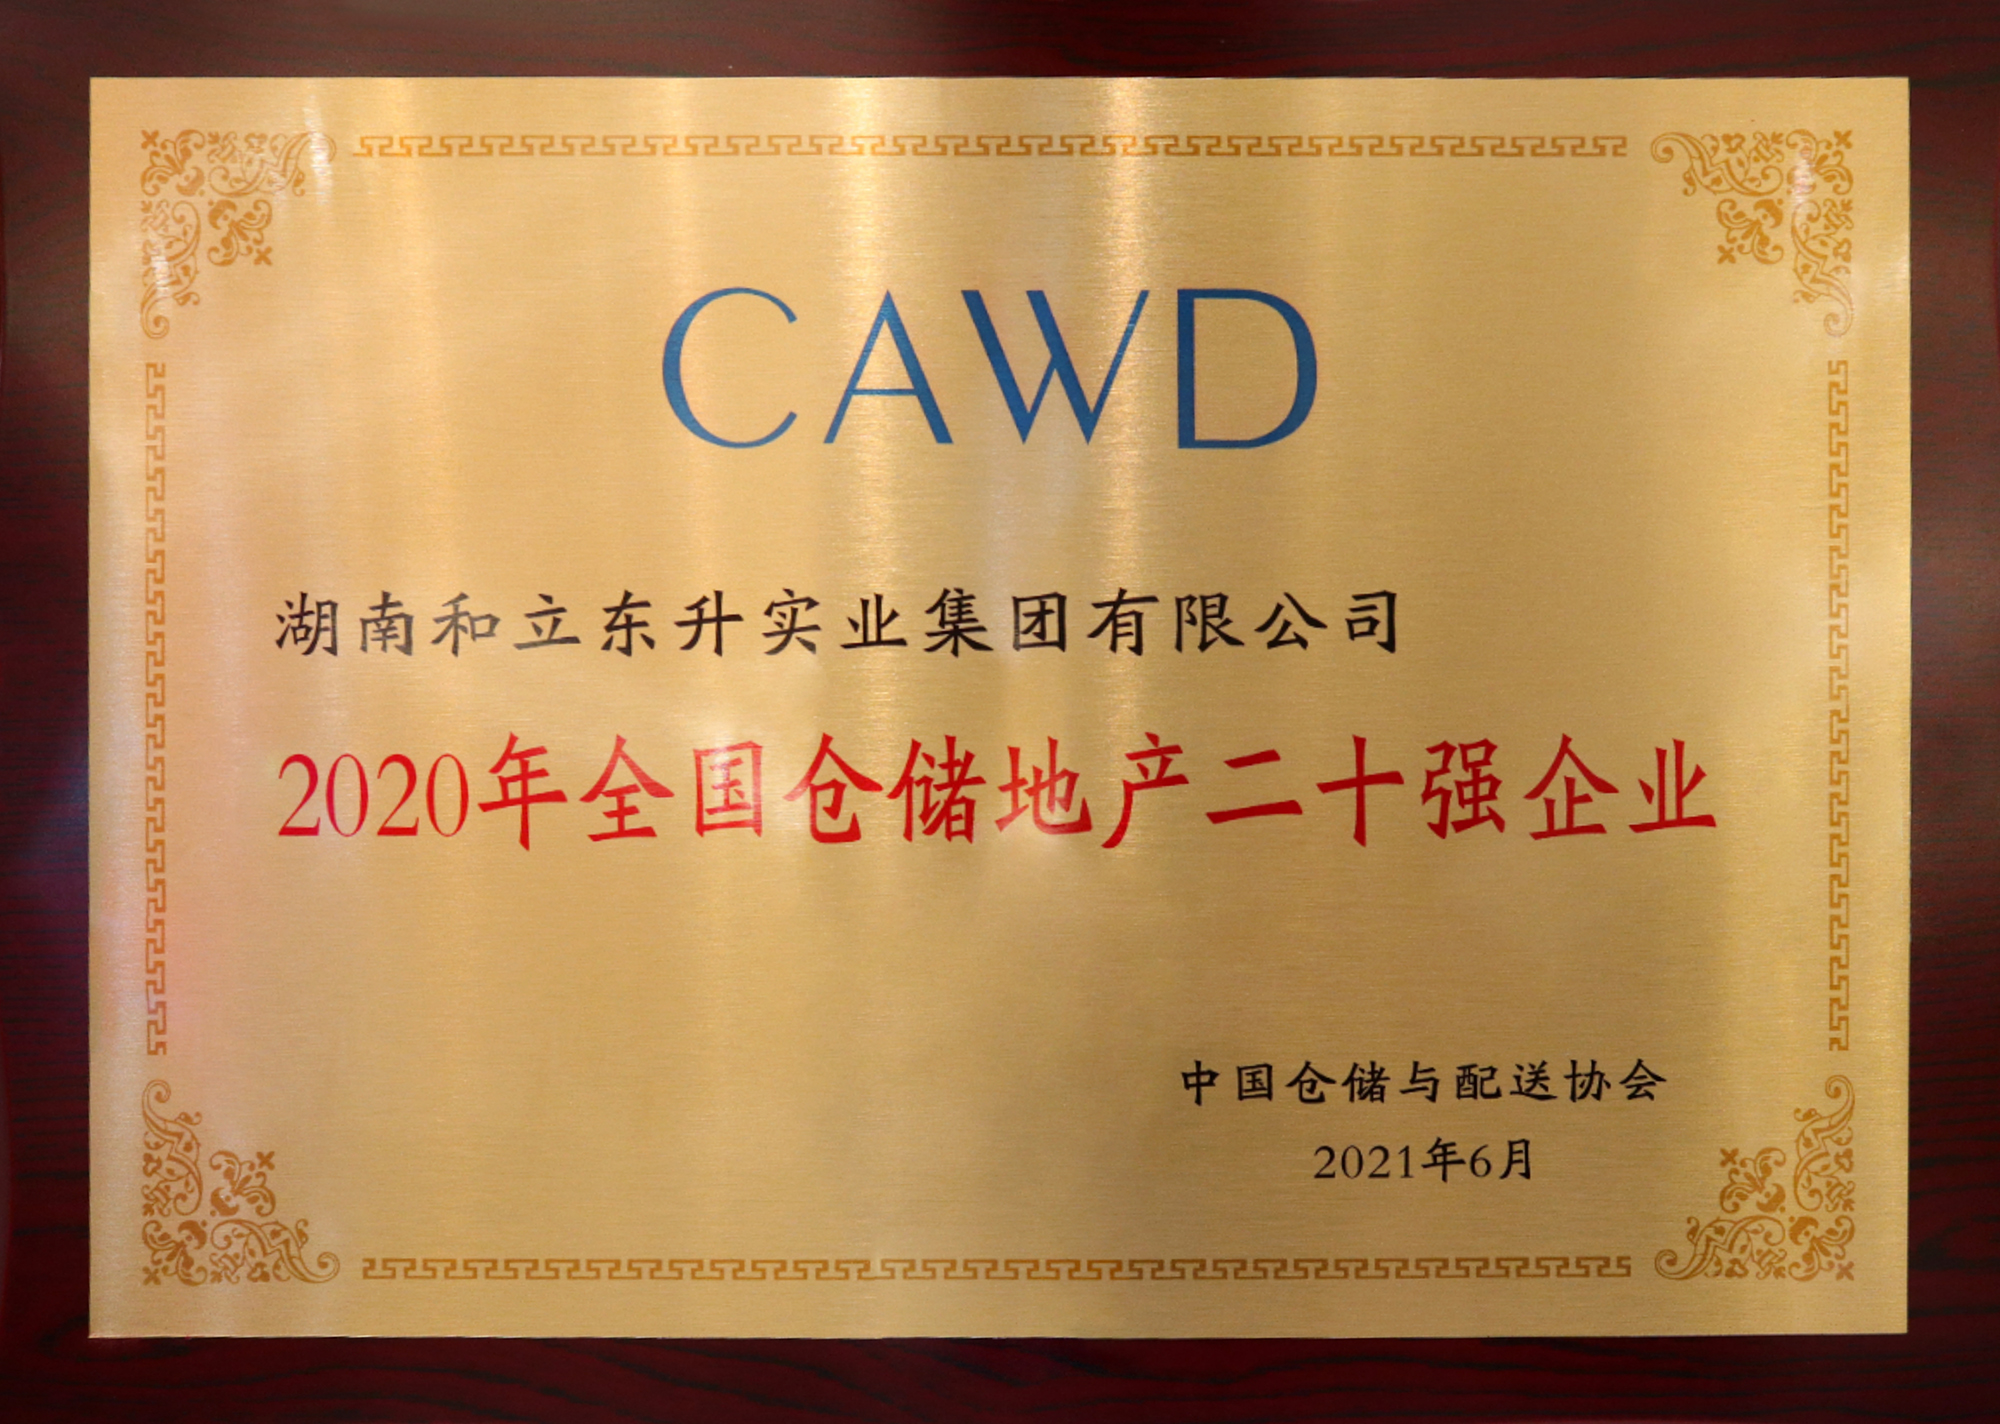 CAWD
湖南和立东升实业集团有限公司
2020年全国仓储地产二十强企业
中国仓储与配送协会
2021年6月